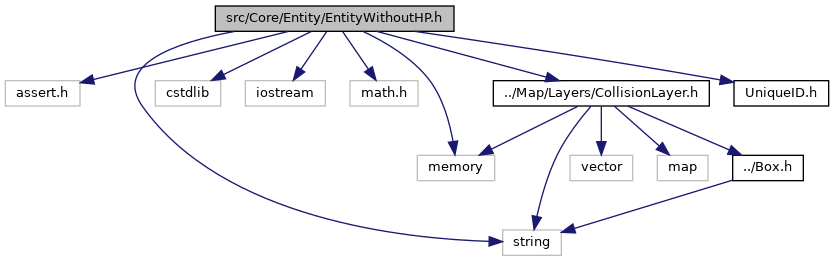 src/Core/Entity/EntityWithoutHP.h
assert.h
cstdlib
iostream
math.h
../Map/Layers/CollisionLayer.h
UniqueID.h
memory
vector
map
../Box.h
string